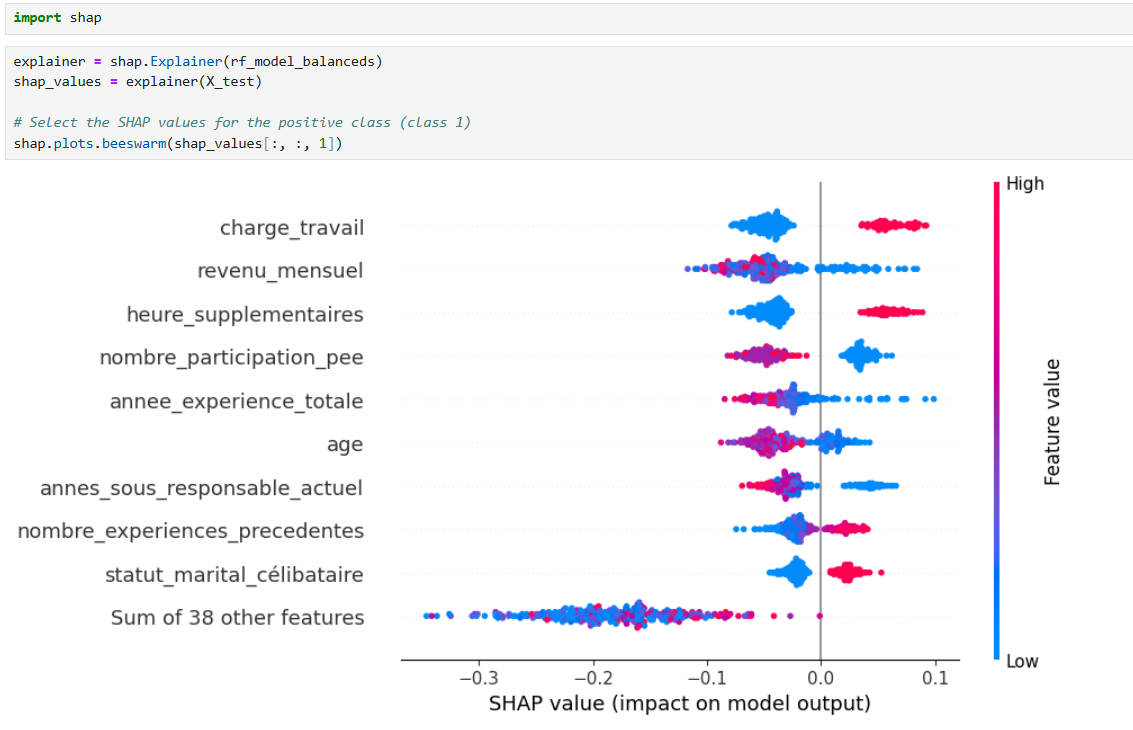 import shap
explainer = shap.Explainer(rf_model_balanceds)
shap_values = explainer(X_test)
# Select the SHAP values for the positive class (class 1)
shap.plots.beeswarm(shap_values[:, :, 1])
High
charge_travail
revenu_mensuel
heure_supplementaires
nombre_participation_pee
annee_experience_totale
age
annes_sous_responsable_actuel
nombre_experiences_precedentes
statut_marital_célibataire
Sum of 38 other features
Feature value
Low
−0.3 −0.2 −0.1 0.0 0.1
SHAP value (impact on model output)